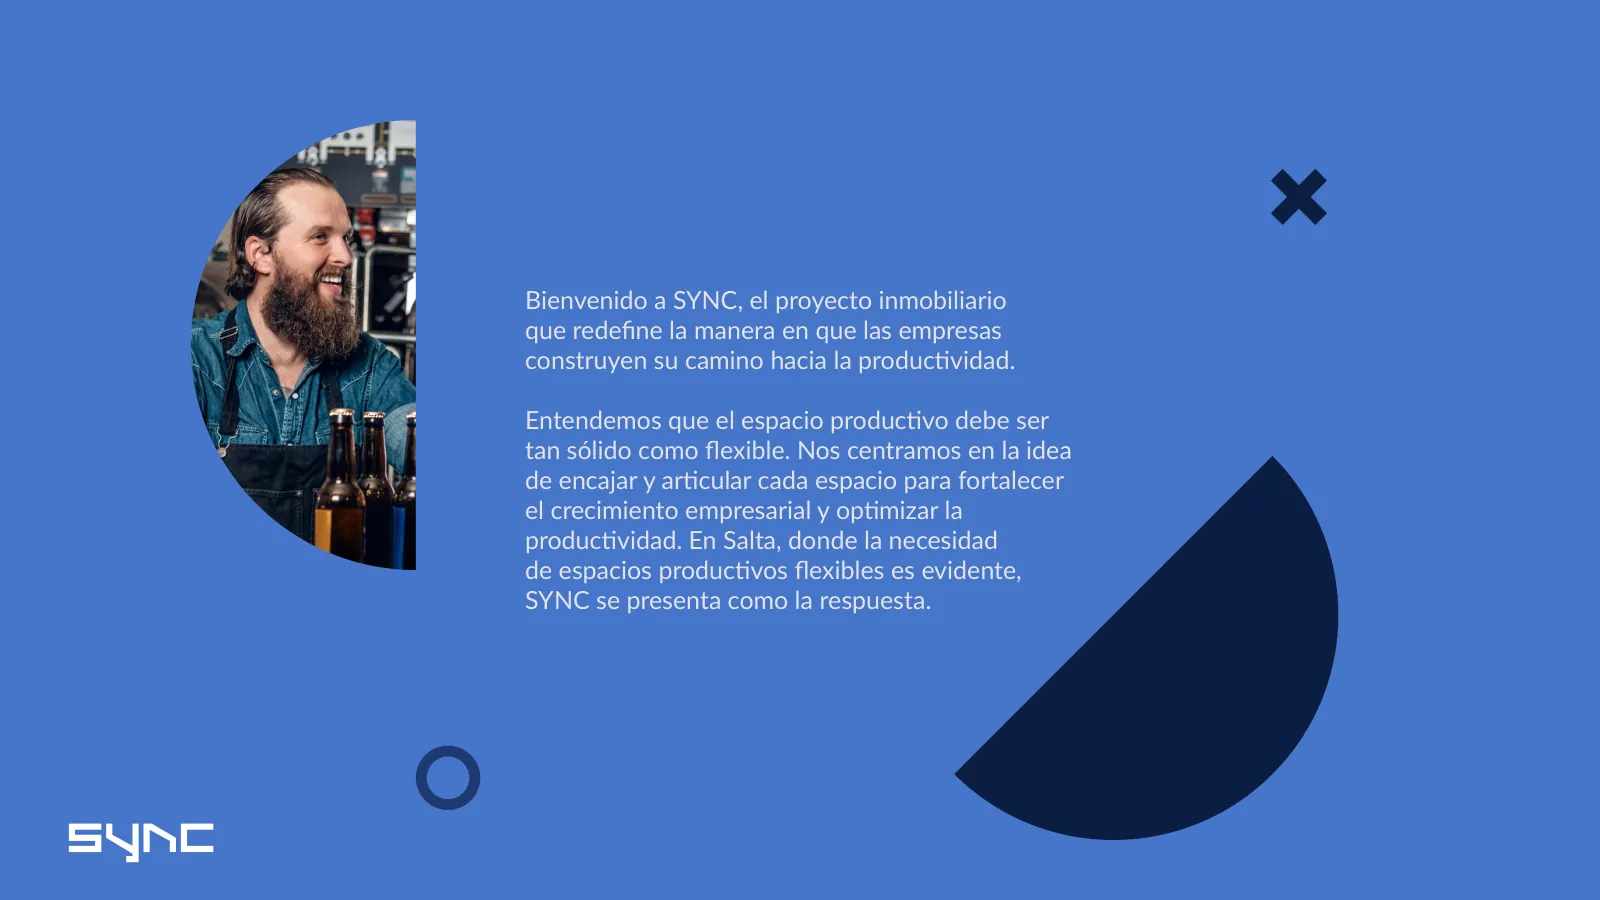 Bienvenido a SYNC, el proyecto inmobiliario
que redefine la manera en que las empresas
construyen su camino hacia la productividad.
Entendemos que el espacio productivo debe ser
tan sólido como flexible. Nos centramos en la idea
de encajar y articular cada espacio para fortalecer
el crecimiento empresarial y optimizar la
productividad. En Salta, donde la necesidad
de espacios productivos flexibles es evidente,
SYNC se presenta como la respuesta.
SYNC